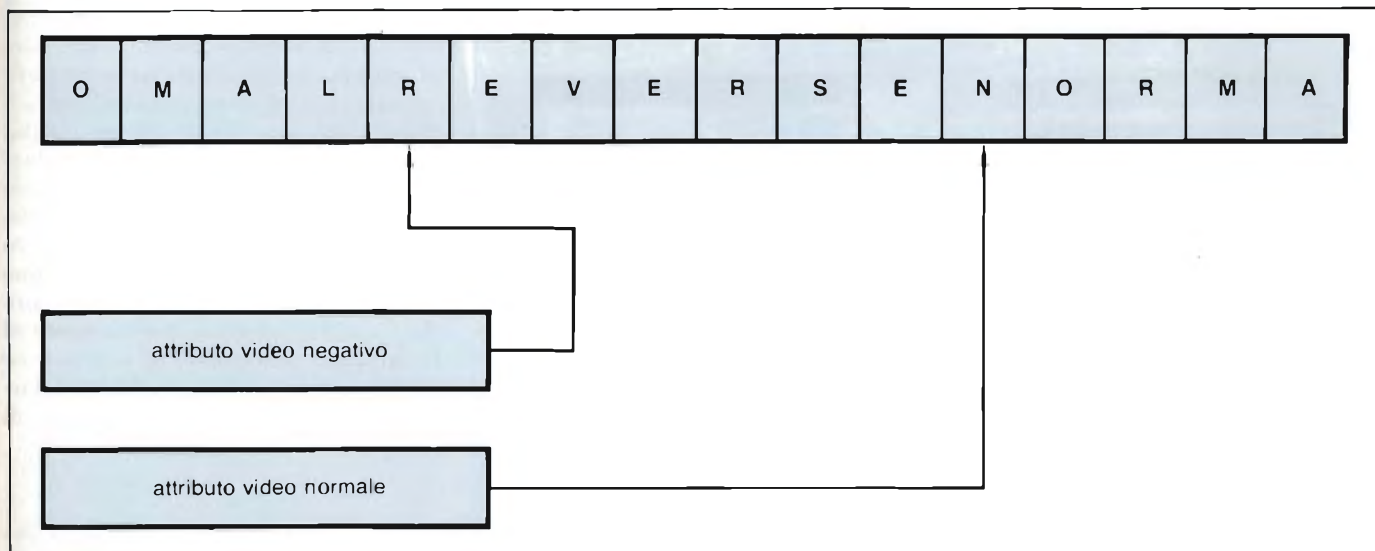 O M A L R E V E R S E N O R M A
attributo video negativo
attributo video normale